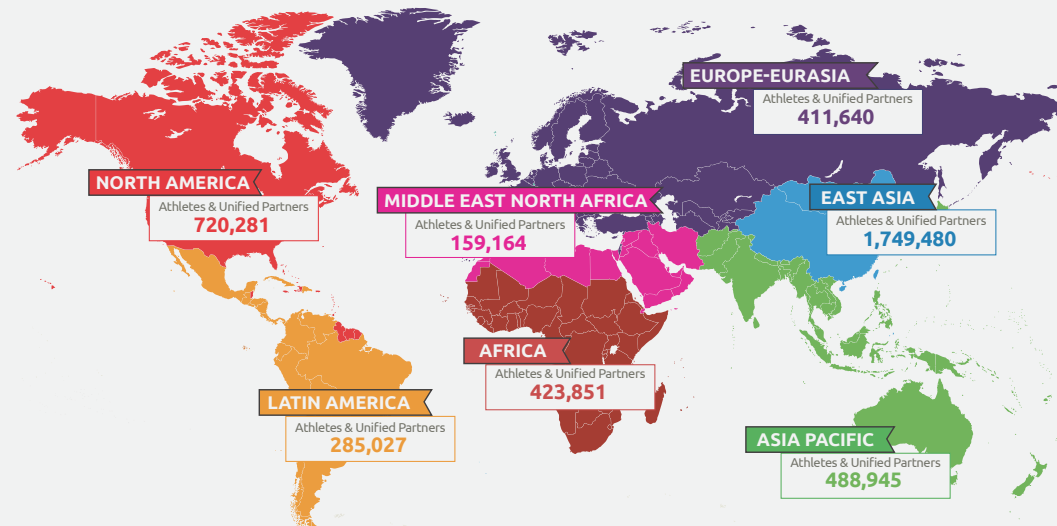 EUROPE-EURASIA
Athletes & Unified Partners
411,640
NORTH AMERICA
Athletes & Unified Partners
720,281
MIDDLE EAST NORTH AFRICA
Athletes & Unified Partners
159,164
EAST ASIA
Athletes & Unified Partners
1,749,480
AFRICA
Athletes & Unified Partners
423,851
LATIN AMERICA
Athletes & Unified Partners
285,027
ASIA PACIFIC
Athletes & Unified Partners
488,945